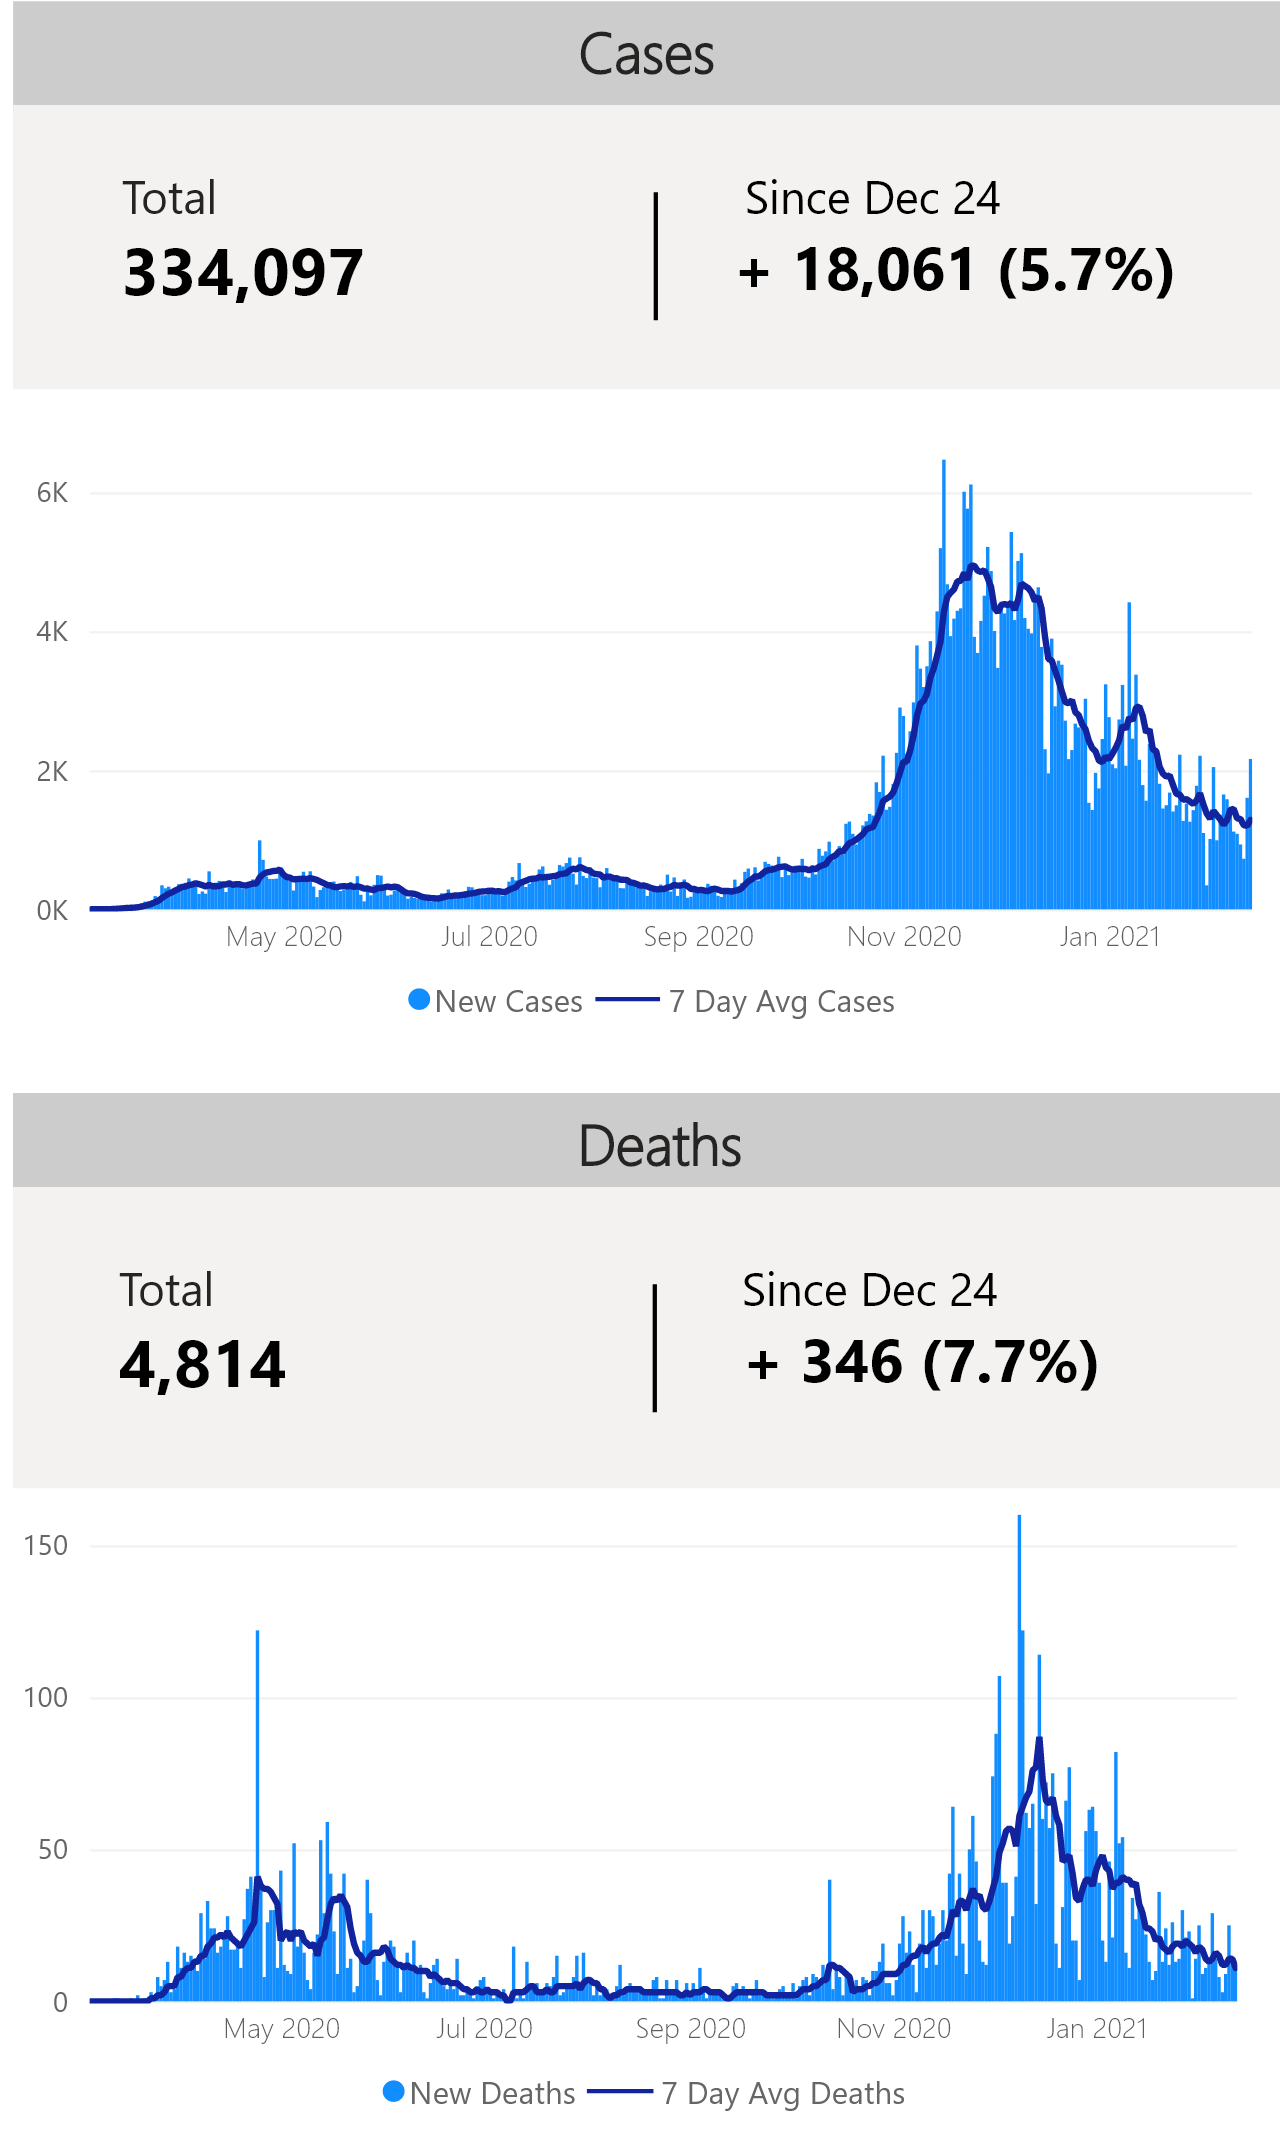 Cases
Total
Since Dec 24
334,097
+ 18,061 (5.7%)
6K
4K
2K
0K
May 2020
Jul 2020
Sep 2020
Nov 2020
Jan 2021
New Cases
7 Day Avg Cases
Deaths
Total
Since Dec 24
4,814
+ 346 (7.7%)
150
100
50
0
May 2020
Jul 2020
Sep 2020
Nov 2020
Jan 2021
New Deaths
7 Day Avg Deaths